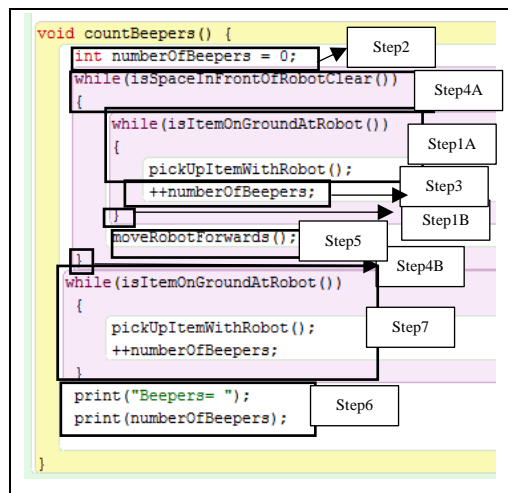 void countBeepers() {
int numberOfBeepers = 0;
Step2
while(isSpaceInFrontOfRobotClear())
Step4A
{
while(isItemOnGroundAtRobot())
Step1A
{
pickUpItemWithRobot();
++numberOfBeepers;
Step3
}
Step1B
moveRobotForwards();
Step5
}
Step4B
while(isItemOnGroundAtRobot())
{
pickUpItemWithRobot();
Step7
++numberOfBeepers;
}
print("Beepers= ");
Step6
print(numberOfBeepers);
}